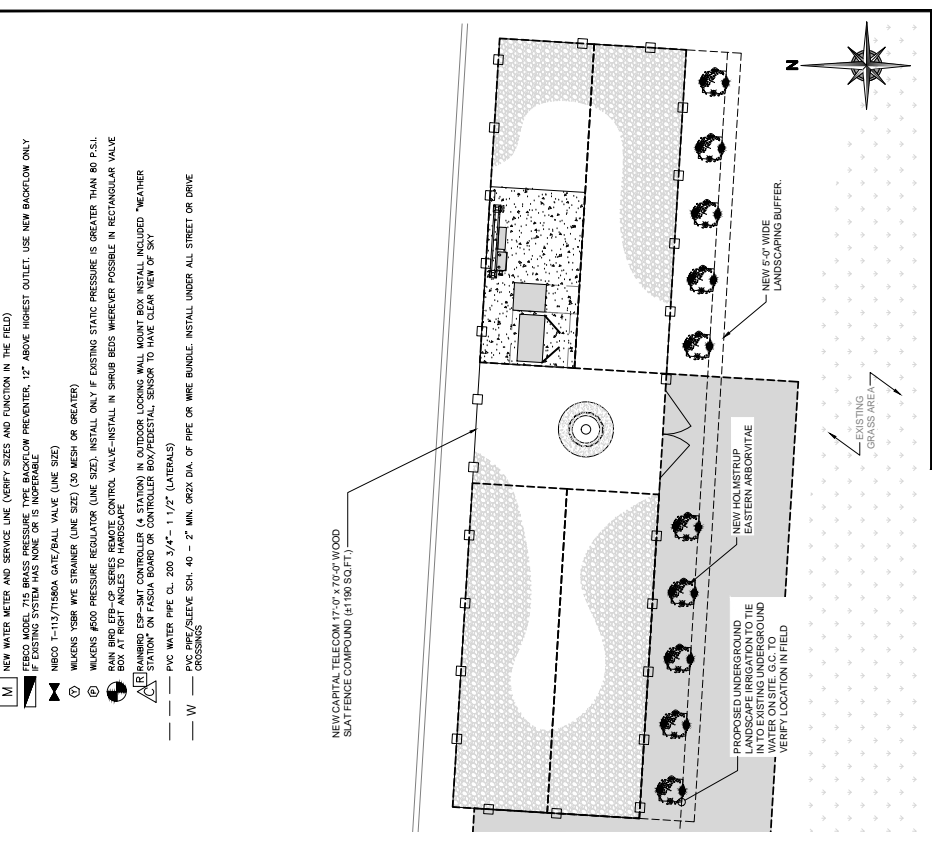 M NEW WATER METER AND SERVICE LINE (VERIFY SIZES AND FUNCTION IN THE FIELD)
FEBCO MODEL 715 BRASS PRESSURE TYPE BACKFLOW PREVENTER, 12" ABOVE HIGHEST OUTLET. USE NEW BACKFLOW ONLY
IF EXISTING SYSTEM HAS NONE OR IS INOPERABLE
NIBCO T-113/T1580A GATE/BALL VALVE (LINE SIZE)
Y WILKENS YSBR WYE STRAINER (LINE SIZE) (30 MESH OR GREATER)
P WILKENS #500 PRESSURE REGULATOR (LINE SIZE). INSTALL ONLY IF EXISTING STATIC PRESSURE IS GREATER THAN 80 P.S.I.
RAIN BIRD EFB-CP SERIES REMOTE CONTROL VALVE-INSTALL IN SHRUB BEDS WHEREVER POSSIBLE IN RECTANGULAR VALVE
BOX AT RIGHT ANGLES TO HARDSCAPE
C R RAINBIRD ESP-SMT CONTROLLER (4 STATION) IN OUTDOOR LOCKING WALL MOUNT BOX INSTALL INCLUDED "WEATHER
STATION" ON FASCIA BOARD OR CONTROLLER BOX/PEDESTAL, SENSOR TO HAVE CLEAR VIEW OF SKY
PVC WATER PIPE CL. 200 3/4"- 1 1/2" (LATERALS)
W PVC PIPE/SLEEVE SCH. 40 - 2" MIN. OR2X DIA. OF PIPE OR WIRE BUNDLE. INSTALL UNDER ALL STREET OR DRIVE
CROSSINGS
NEW CAPITAL TELECOM 17'-0" x 70'-0" WOOD
SLAT FENCE COMPOUND (±1190 SQ.FT.)
PROPOSED UNDERGROUND
LANDSCAPE IRRIGATION TO TIE
IN TO EXISTING UNDERGROUND
WATER ON SITE. G.C. TO
VERIFY LOCATION IN FIELD
NEW HOLMSTRUP
EASTERN ARBORVITAE
NEW 5'-0" WIDE
LANDSCAPING BUFFER.
EXISTING
GRASS AREA
N